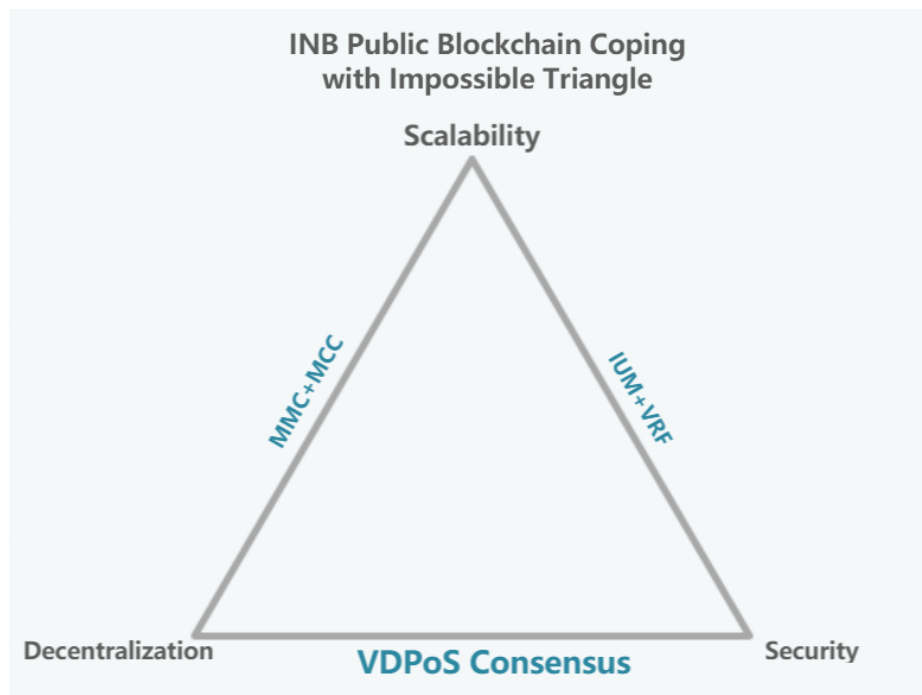 INB Public Blockchain Coping
with Impossible Triangle
Scalability
MMC+MCC
IUM+VRF
Decentralization
VDPoS Consensus
Security